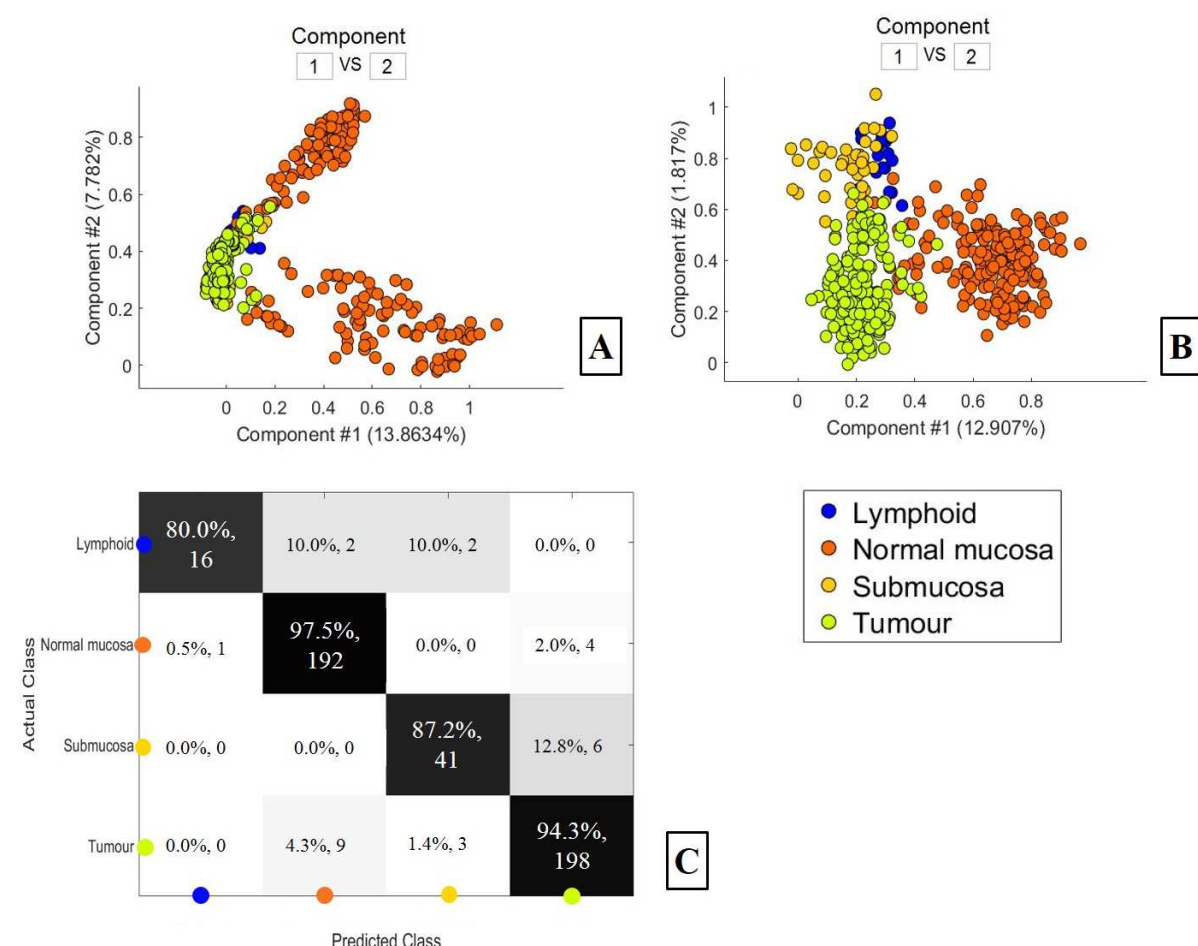 Component
1 VS 2
Component #2 (7.782%)
0.8
0.6
0.4
0.2
0
0 0.2 0.4 0.6 0.8 1
Component #1 (13.8634%)
A
Component
1 VS 2
Component #2 (1.817%)
1
0.8
0.6
0.4
0.2
0
0 0.2 0.4 0.6 0.8
Component #1 (12.907%)
B
Actual Class
Lymphoid
80.0%,
16
10.0%, 2
10.0%, 2
0.0%, 0
Normal mucosa
0.5%, 1
97.5%,
192
0.0%, 0
2.0%, 4
Submucosa
0.0%, 0
0.0%, 0
87.2%,
41
12.8%, 6
Tumour
0.0%, 0
4.3%, 9
1.4%, 3
94.3%,
198
Predicted Class
C
Lymphoid
Normal mucosa
Submucosa
Tumour